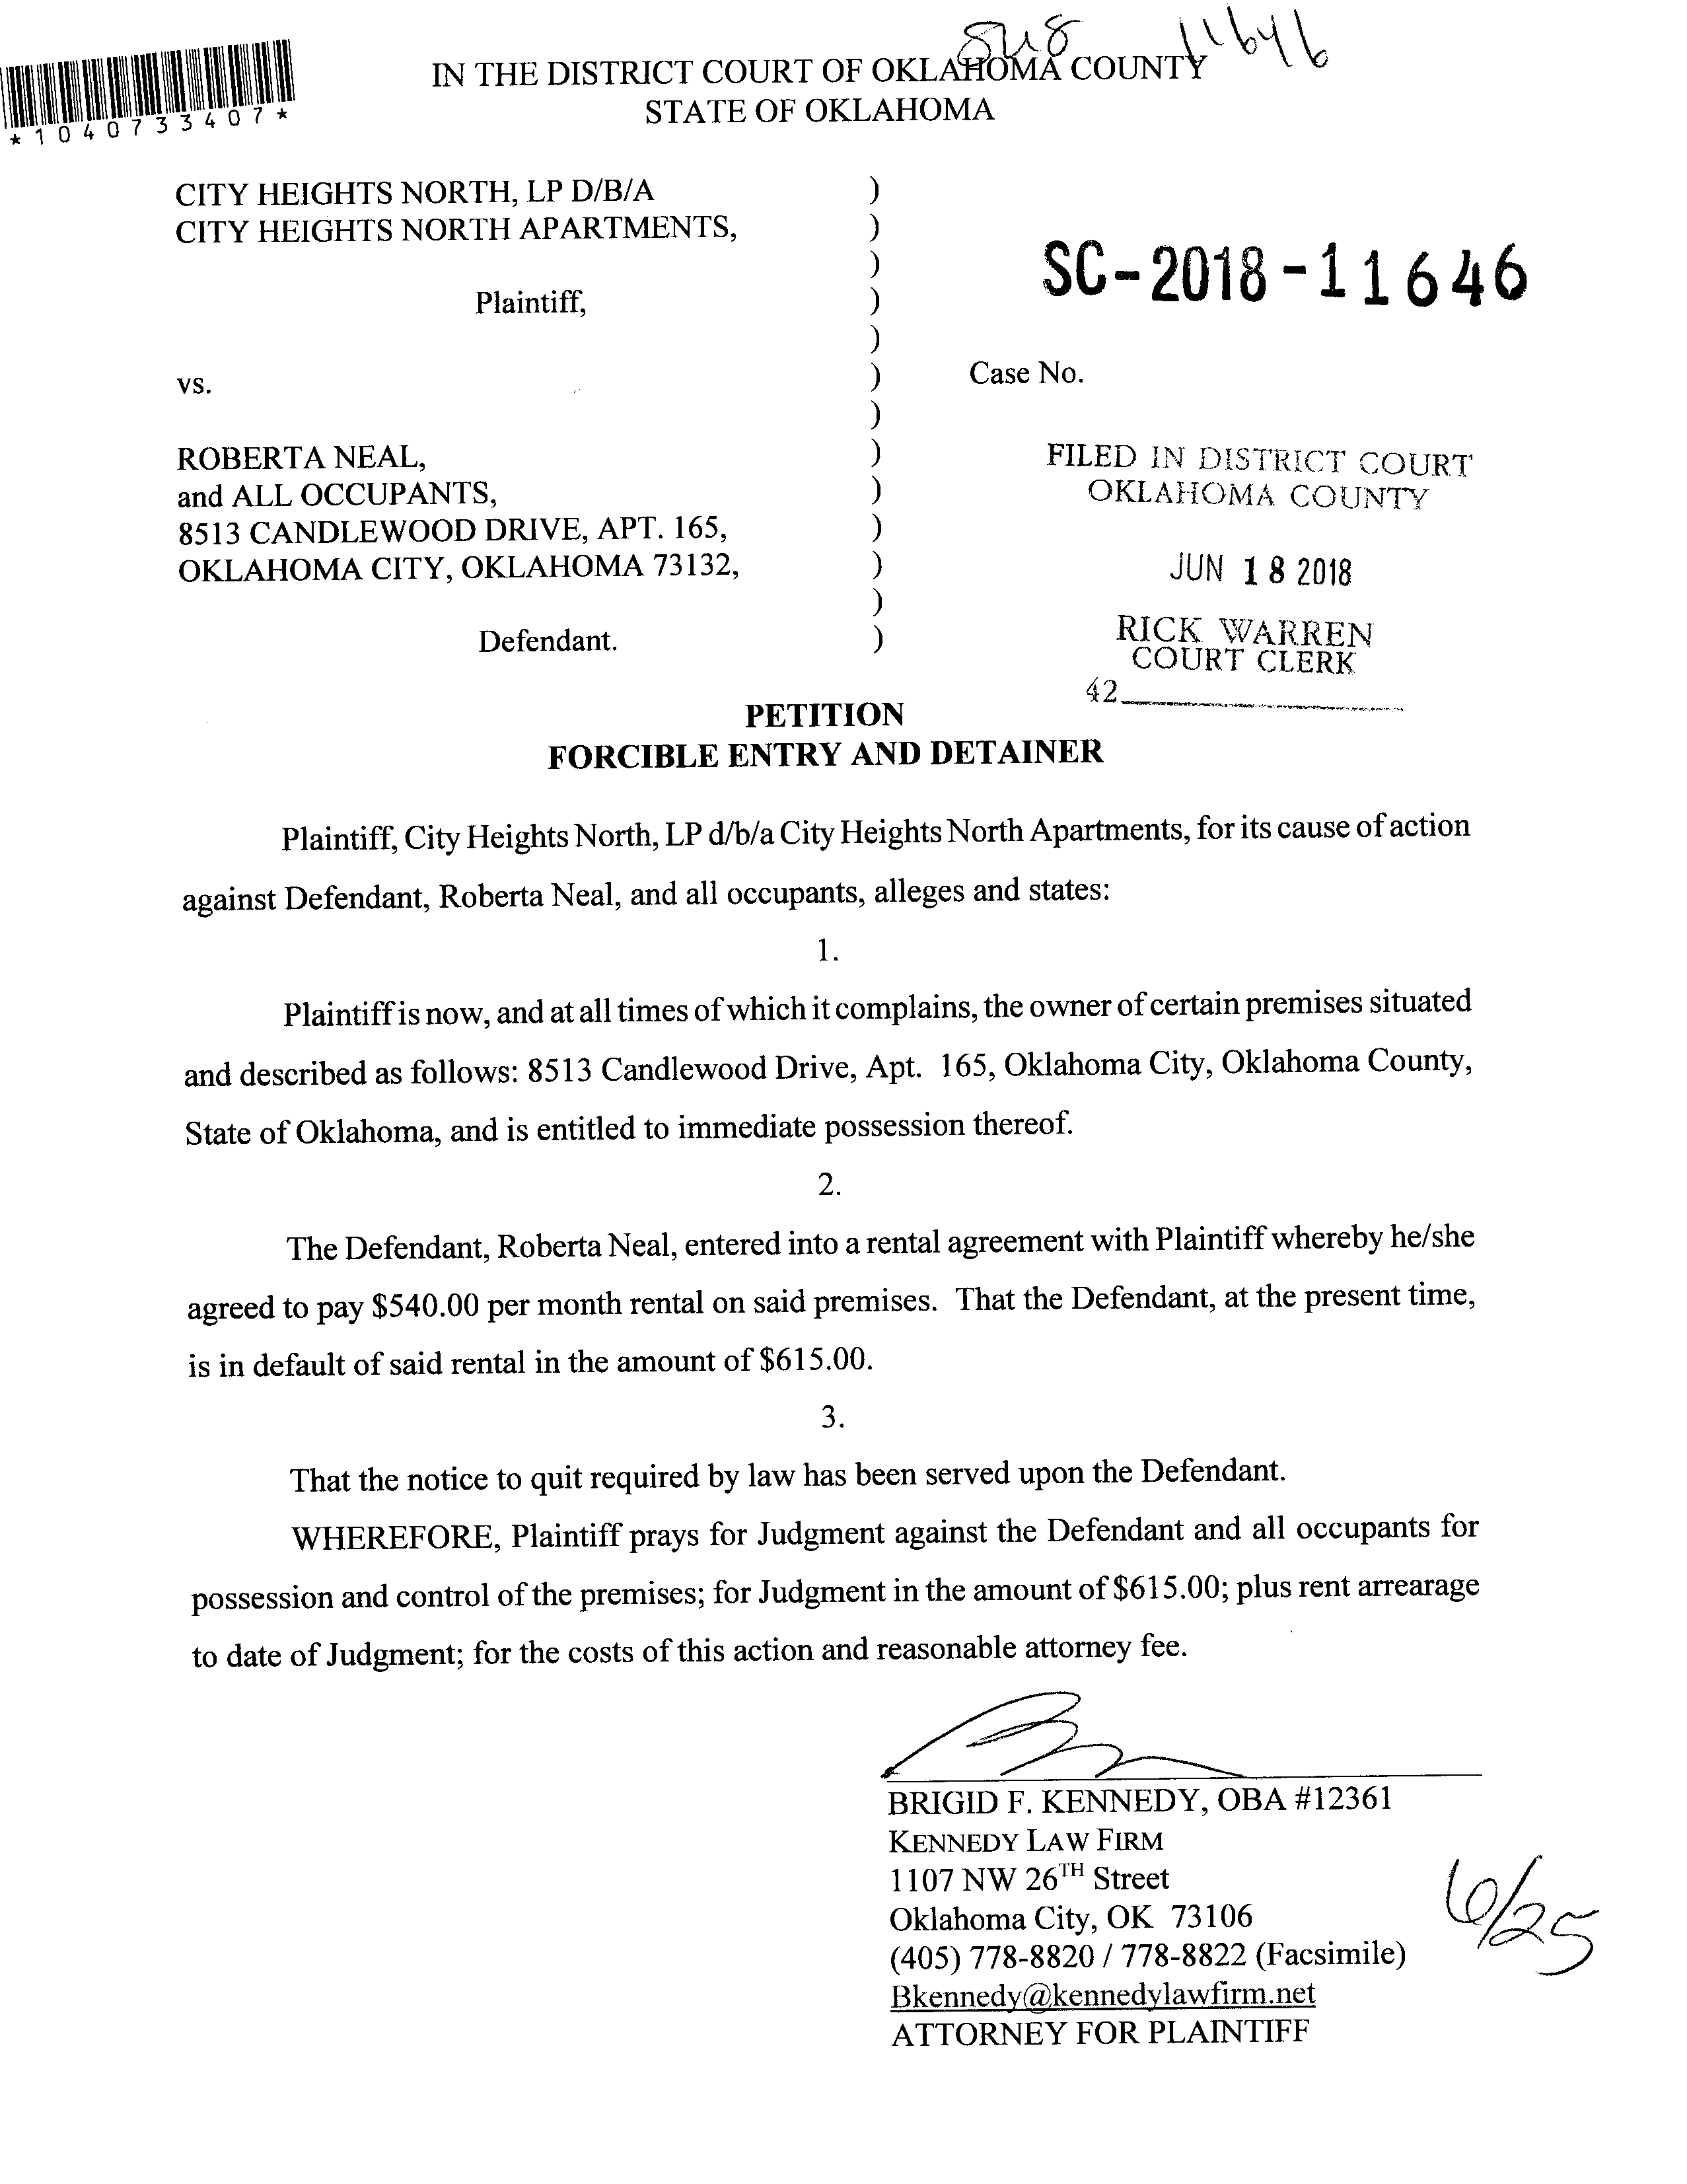 11646
IN THE DISTRICT COURT OF OKLAHOMA COUNTY
STATE OF OKLAHOMA
*1040733407*
CITY HEIGHTS NORTH, LP D/B/A )
CITY HEIGHTS NORTH APARTMENTS, )
)
Plaintiff, )
)
vs. )
)
ROBERTA NEAL, )
and ALL OCCUPANTS, )
8513 CANDLEWOOD DRIVE, APT. 165, )
OKLAHOMA CITY, OKLAHOMA 73132, )
)
Defendant. )
SC-2018-11646
Case No.
FILED IN DISTRICT COURT
OKLAHOMA COUNTY
JUN 18 2018
RICK WARREN
COURT CLERK
42
PETITION
FORCIBLE ENTRY AND DETAINER
Plaintiff, City Heights North, LP d/b/a City Heights North Apartments, for its cause of action
against Defendant, Roberta Neal, and all occupants, alleges and states:
1.
Plaintiff is now, and at all times of which it complains, the owner of certain premises situated
and described as follows: 8513 Candlewood Drive, Apt. 165, Oklahoma City, Oklahoma County,
State of Oklahoma, and is entitled to immediate possession thereof.
2.
The Defendant, Roberta Neal, entered into a rental agreement with Plaintiff whereby he/she
agreed to pay $540.00 per month rental on said premises. That the Defendant, at the present time,
is in default of said rental in the amount of $615.00.
3.
That the notice to quit required by law has been served upon the Defendant.
WHEREFORE, Plaintiff prays for Judgment against the Defendant and all occupants for
possession and control of the premises; for Judgment in the amount of $615.00; plus rent arrearage
to date of Judgment; for the costs of this action and reasonable attorney fee.
BRIGID F. KENNEDY, OBA #12361
KENNEDY LAW FIRM
1107 NW 26TH Street
Oklahoma City, OK 73106
(405) 778-8820 / 778-8822 (Facsimile)
Bkennedy@kennedylawfirm.net
ATTORNEY FOR PLAINTIFF
6/25